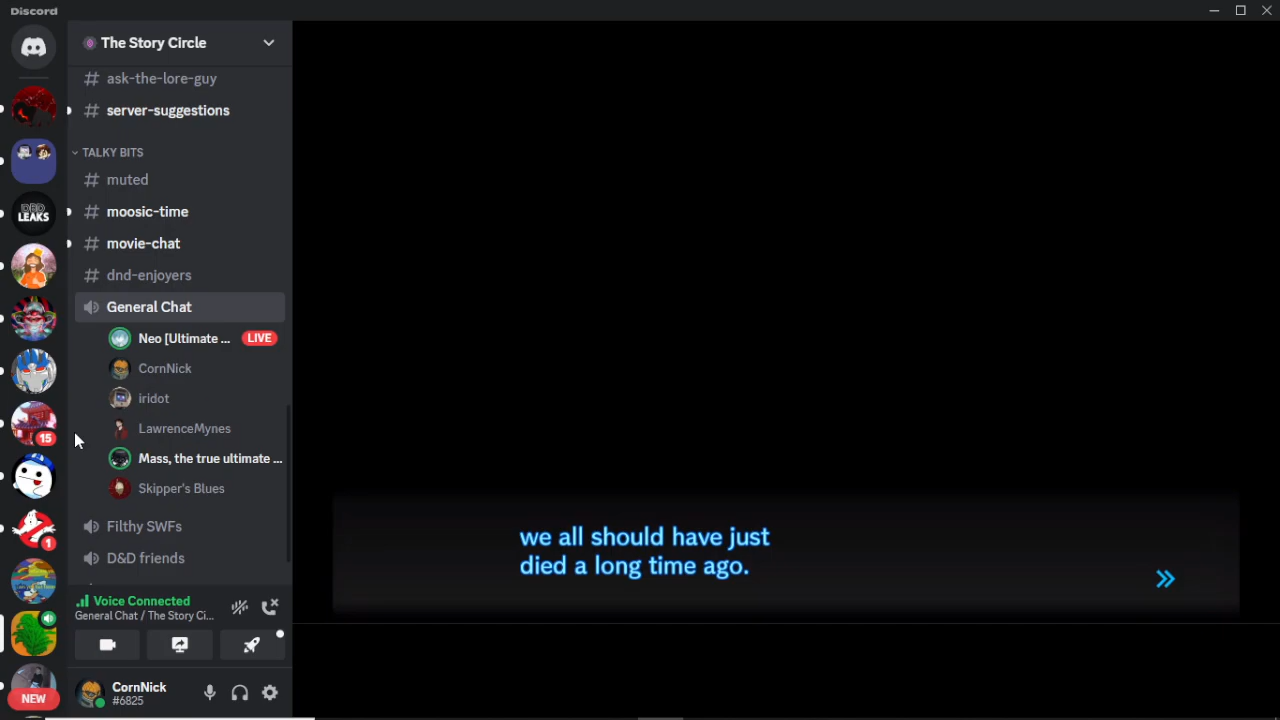 Discord
The Story Circle
ask-the-lore-guy
server-suggestions
TALKY BITS
muted
moosic-time
movie-chat
dnd-enjoyers
General Chat
Neo [Ultimate ... LIVE
CornNick
iridot
LawrenceMynes
Mass, the true ultimate ...
Skipper's Blues
Filthy SWFs
D&D friends
Voice Connected
General Chat / The Story Ci...
CornNick
#6825
DBD
LEAKS
15
1
NEW
we all should have just
died a long time ago.